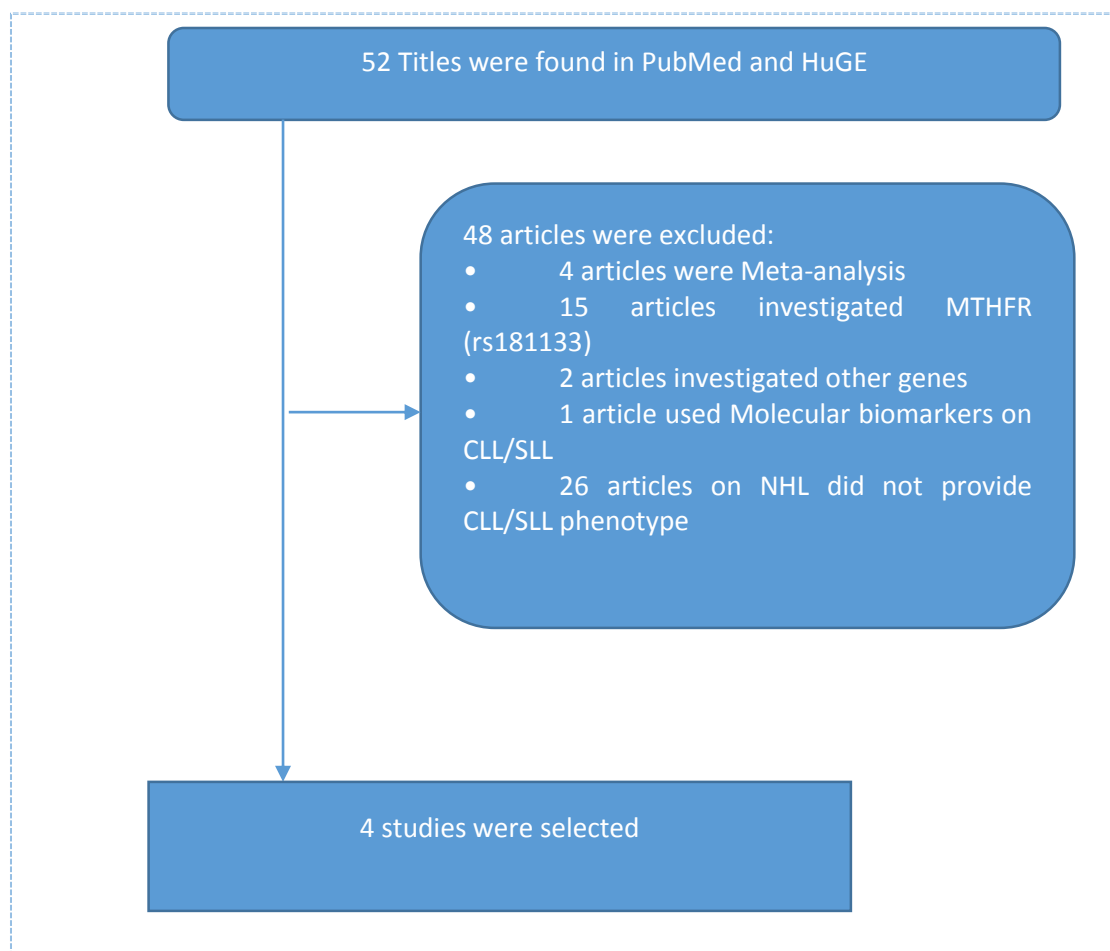 52 Titles were found in PubMed and HuGE
48 articles were excluded:
• 4 articles were Meta-analysis
• 15 articles investigated MTHFR
(rs181133)
• 2 articles investigated other genes
• 1 article used Molecular biomarkers on
CLL/SLL
• 26 articles on NHL did not provide
CLL/SLL phenotype
4 studies were selected